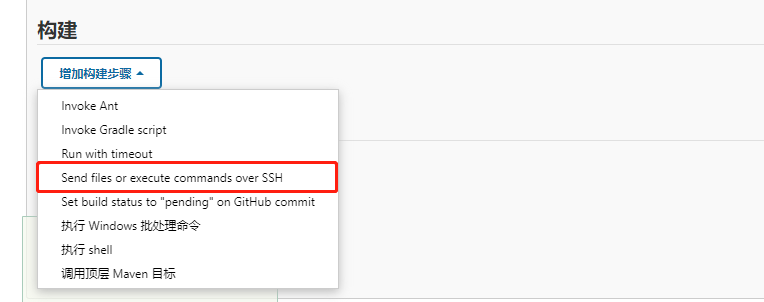 构建
增加构建步骤
Invoke Ant
Invoke Gradle script
Run with timeout
Send files or execute commands over SSH
Set build status to "pending" on GitHub commit
执行 Windows 批处理命令
执行 shell
调用顶层 Maven 目标